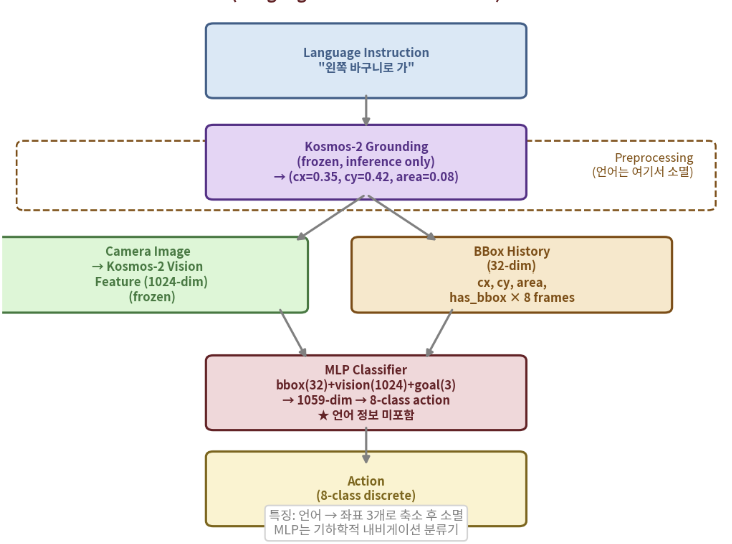 Language Instruction
"왼쪽 바구니로 가"
Kosmos-2 Grounding
(frozen, inference only)
→ (cx=0.35, cy=0.42, area=0.08)
Preprocessing
(언어는 여기서 소멸)
Camera Image
→ Kosmos-2 Vision
Feature (1024-dim)
(frozen)
BBox History
(32-dim)
cx, cy, area,
has_bbox × 8 frames
MLP Classifier
bbox(32)+vision(1024)+goal(3)
→ 1059-dim → 8-class action
★ 언어 정보 미포함
Action
(8-class discrete)
특징: 언어 → 좌표 3개로 축소 후 소멸
MLP는 기하학적 내비게이션 분류기